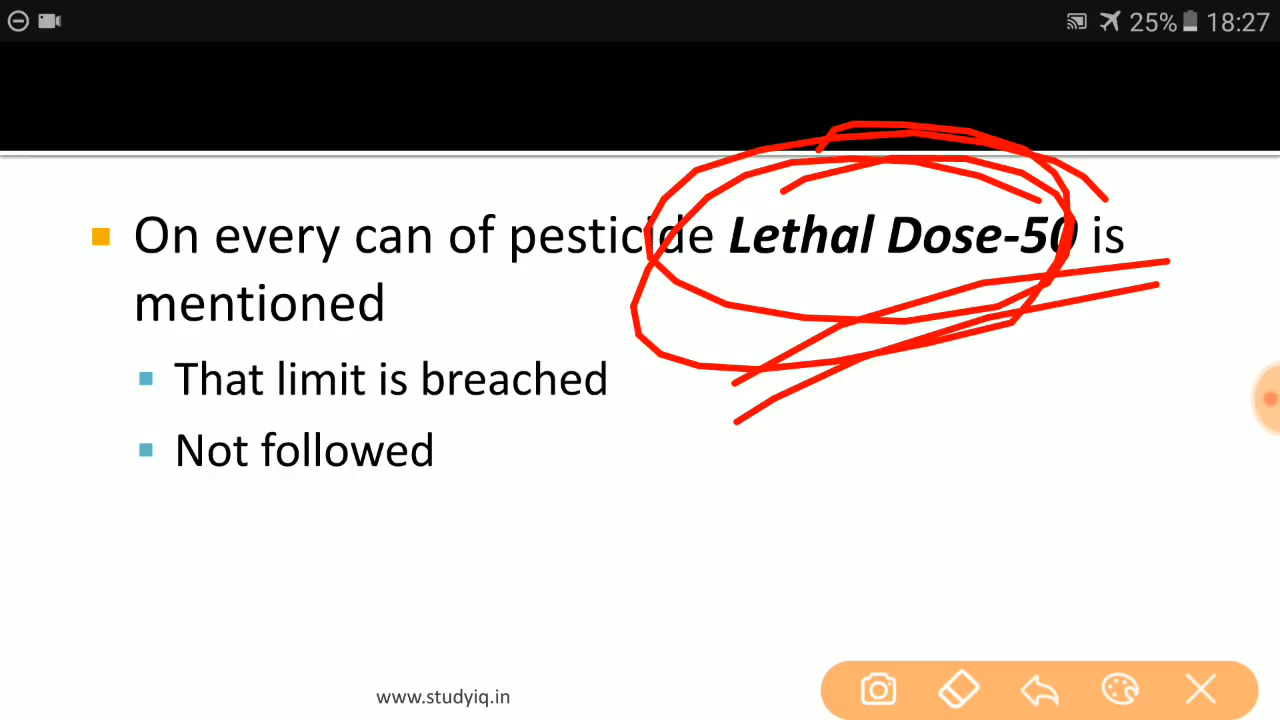 25% 18:27
On every can of pesticide Lethal Dose-50 is
mentioned
That limit is breached
Not followed
www.studyiq.in